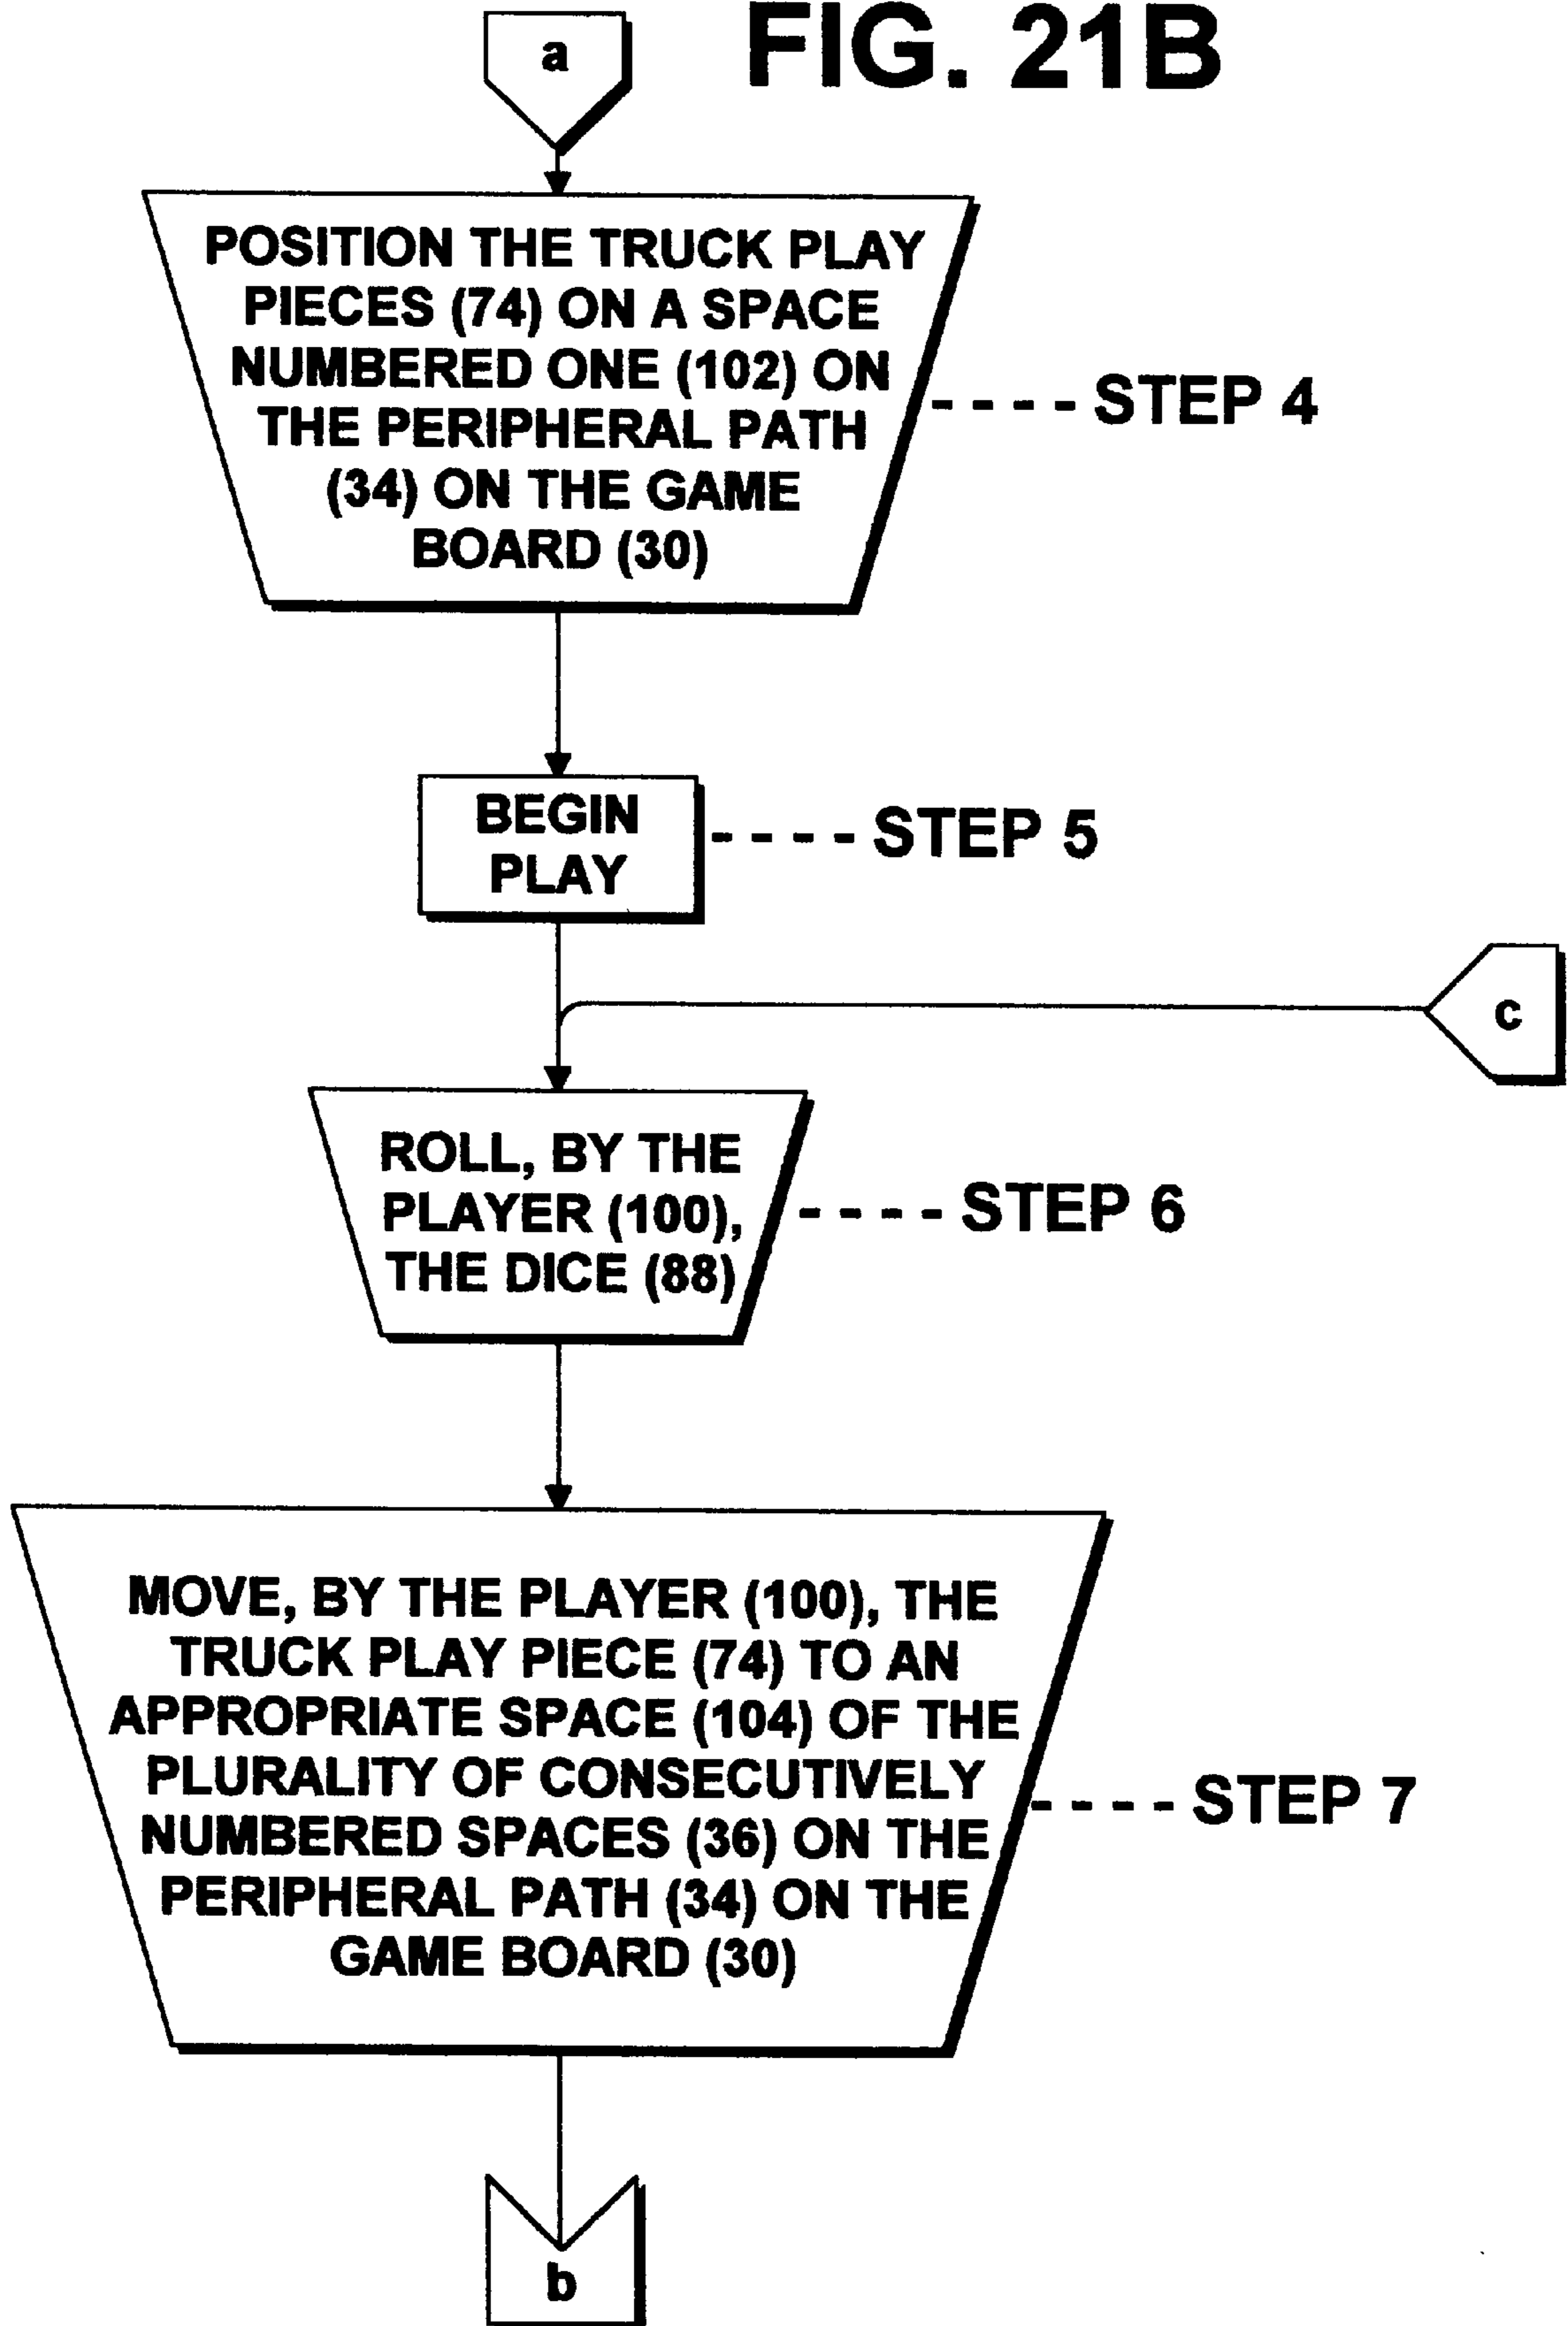 FIG. 21B
a
POSITION THE TRUCK PLAY
PIECES (74) ON A SPACE
NUMBERED ONE (102) ON
THE PERIPHERAL PATH
(34) ON THE GAME
BOARD (30)
---- STEP 4
BEGIN
PLAY
---- STEP 5
c
ROLL, BY THE
PLAYER (100),
THE DICE (88)
---- STEP 6
MOVE, BY THE PLAYER (100), THE
TRUCK PLAY PIECE (74) TO AN
APPROPRIATE SPACE (104) OF THE
PLURALITY OF CONSECUTIVELY
NUMBERED SPACES (36) ON THE
PERIPHERAL PATH (34) ON THE
GAME BOARD (30)
---- STEP 7
b